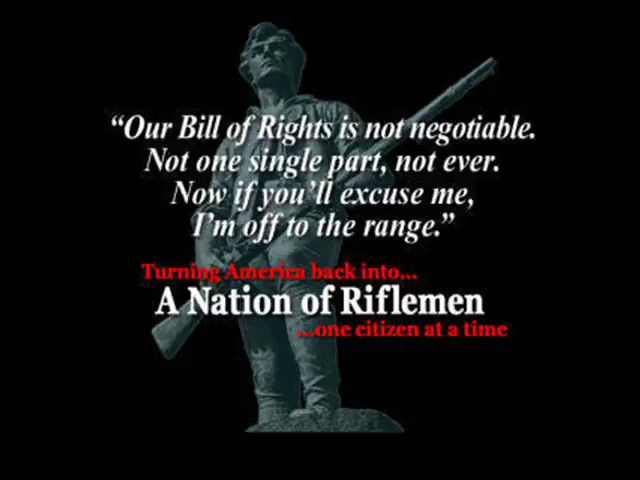 “Our Bill of Rights is not negotiable.
Not one single part, not ever.
Now if you’ll excuse me,
I’m off to the range.”
Turning America back into...
A Nation of Riflemen
...one citizen at a time